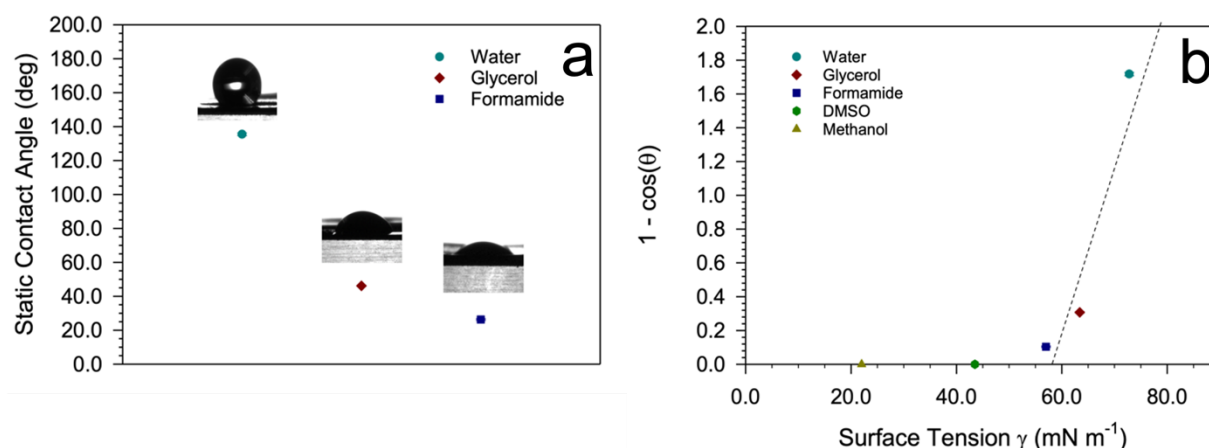 a
Static Contact Angle (deg)
200.0
180.0
160.0
140.0
120.0
100.0
80.0
60.0
40.0
20.0
0.0
Water
Glycerol
Formamide
b
1 - cos(θ)
2.0
1.8
1.6
1.4
1.2
1.0
0.8
0.6
0.4
0.2
0.0
Water
Glycerol
Formamide
DMSO
Methanol
0.0 20.0 40.0 60.0 80.0
Surface Tension γ (mN m⁻¹)